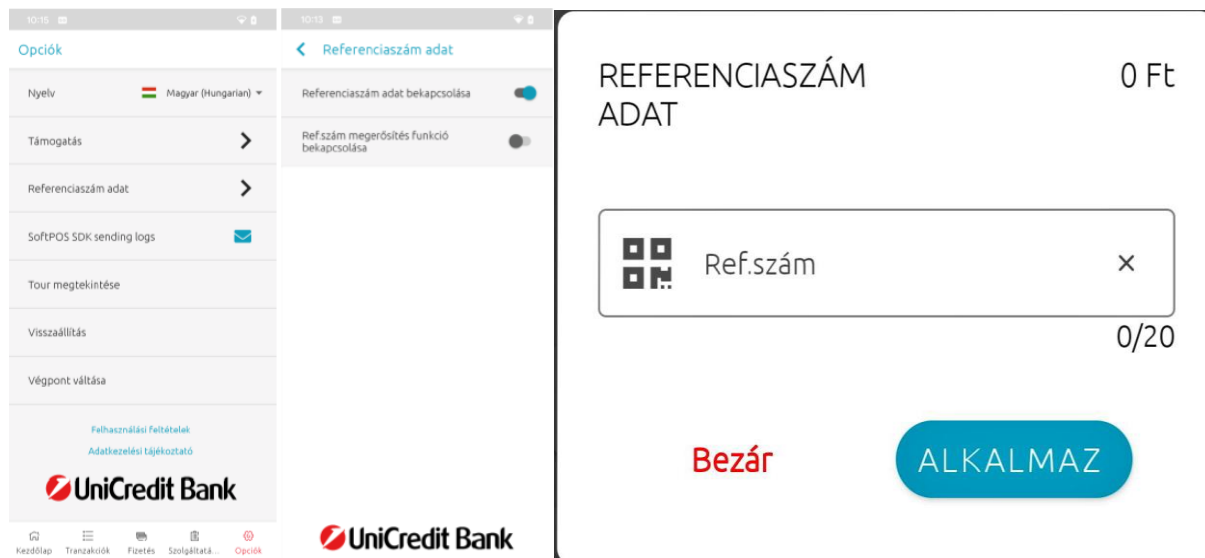 10:15
Opciók
Nyelv
Magyar (Hungarian)
Támogatás
Referenciaszám adat
SoftPOS SDK sending logs
Tour megtekintése
Visszaállítás
Végpont váltása
Felhasználási feltételek
Adatkezelési tájékoztató
UniCredit Bank
Kezdőlap
Tranzakciók
Fizetés
Szolgáltatá...
Opciók
10:13
Referenciaszám adat
Referenciaszám adat bekapcsolása
Ref.szám megerősítés funkció
bekapcsolása
UniCredit Bank
REFERENCIASZÁM
ADAT
0 Ft
Ref.szám
0/20
Bezár
ALKALMAZ